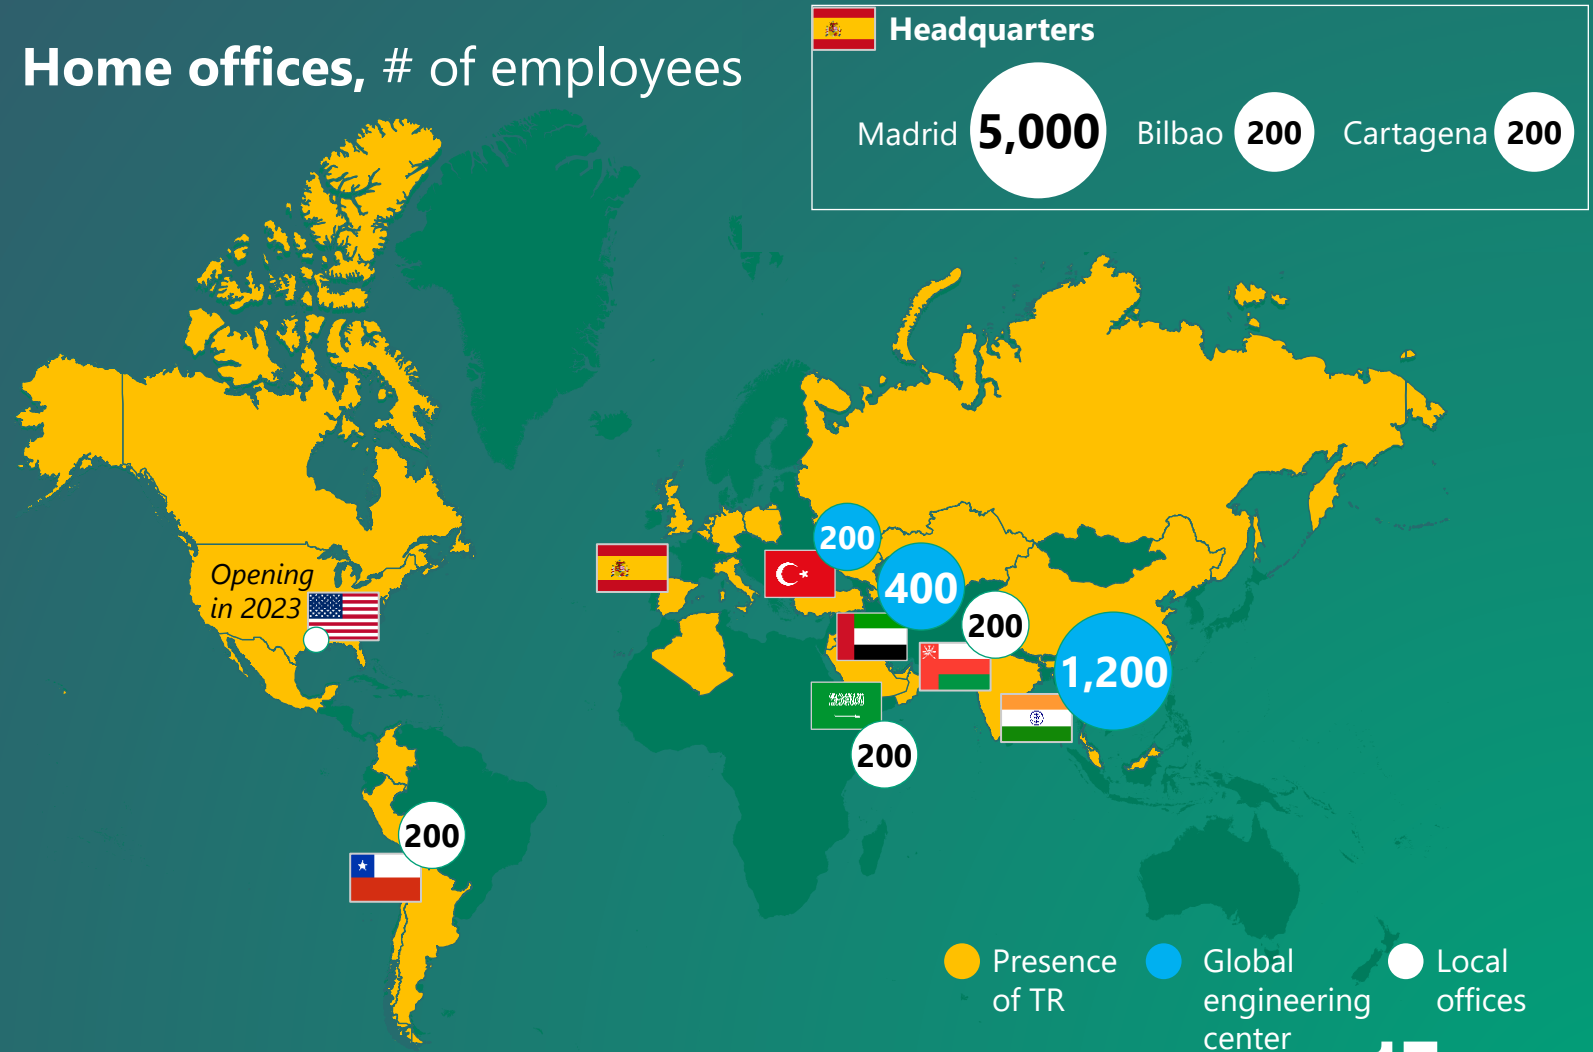 Home offices, # of employees
Headquarters
Madrid 5,000 Bilbao 200 Cartagena 200
Opening
in 2023
200
400
200
1,200
200
200
Presence
of TR
Global
engineering
center
Local
offices